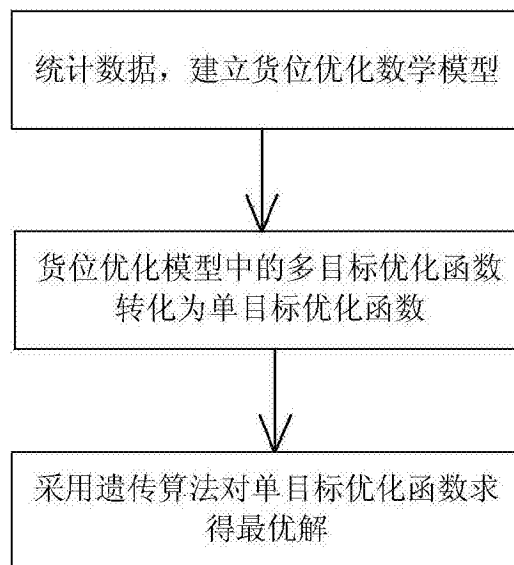 统计数据，建立货位优化数学模型
货位优化模型中的多目标优化函数
转化为单目标优化函数
采用遗传算法对单目标优化函数求
得最优解